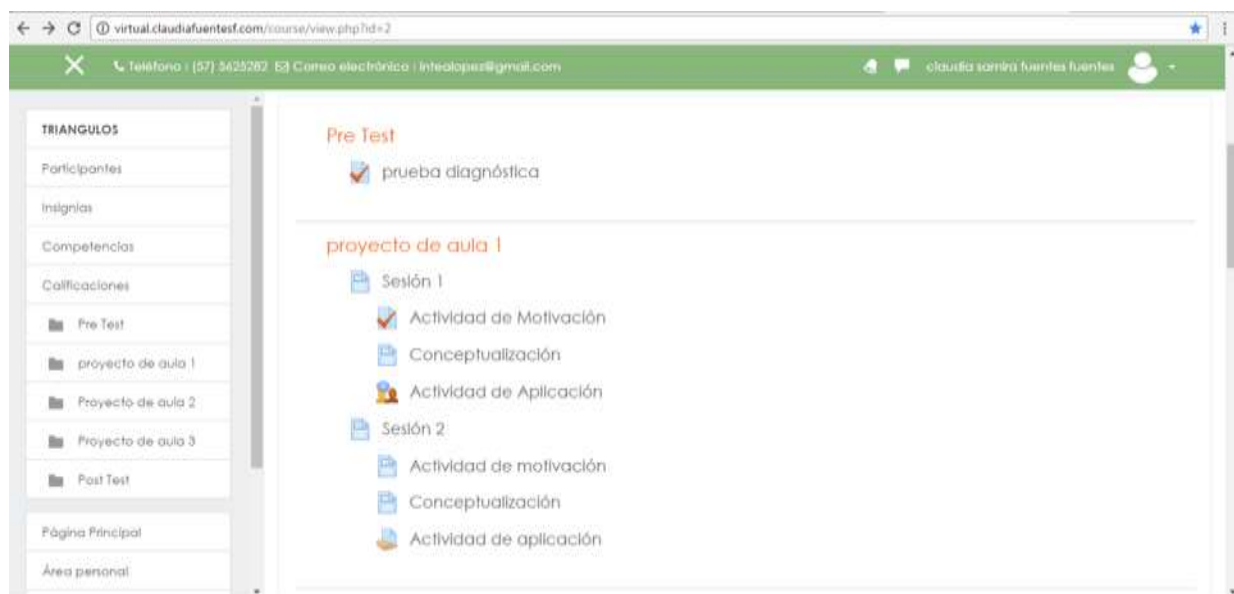 virtual.claudiafuentesf.com/course/view.php?id=2
Teléfono : (57) 5625282 Correo electrónico : intealopez@gmail.com
claudia samira fuentes fuentes
TRIANGULOS
Participantes
Insignias
Competencias
Calificaciones
Pre Test
proyecto de aula 1
Proyecto de aula 2
Proyecto de aula 3
Post Test
Página Principal
Área personal
Pre Test
prueba diagnóstica
proyecto de aula 1
Sesión 1
Actividad de Motivación
Conceptualización
Actividad de Aplicación
Sesión 2
Actividad de motivación
Conceptualización
Actividad de aplicación